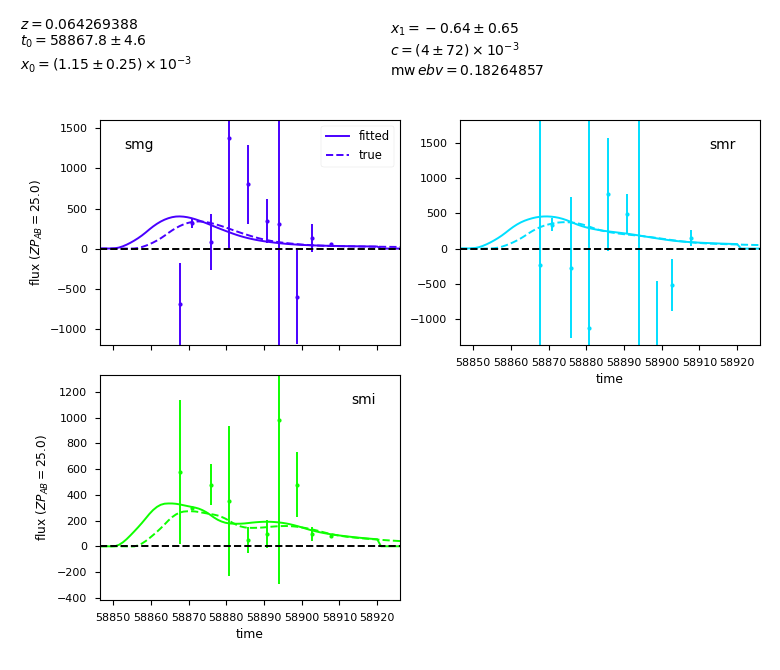 z = 0.064269388
t₀ = 58867.8 ± 4.6
x₀ = (1.15 ± 0.25) × 10⁻³
x₁ = −0.64 ± 0.65
c = (4 ± 72) × 10⁻³
mw ebv = 0.18264857
smg
fitted
true
1500
1000
500
0
−500
−1000
flux (ZP_AB = 25.0)
smr
1500
1000
500
0
−500
−1000
58850 58860 58870 58880 58890 58900 58910 58920
time
smi
1200
1000
800
600
400
200
0
−200
−400
flux (ZP_AB = 25.0)
58850 58860 58870 58880 58890 58900 58910 58920
time